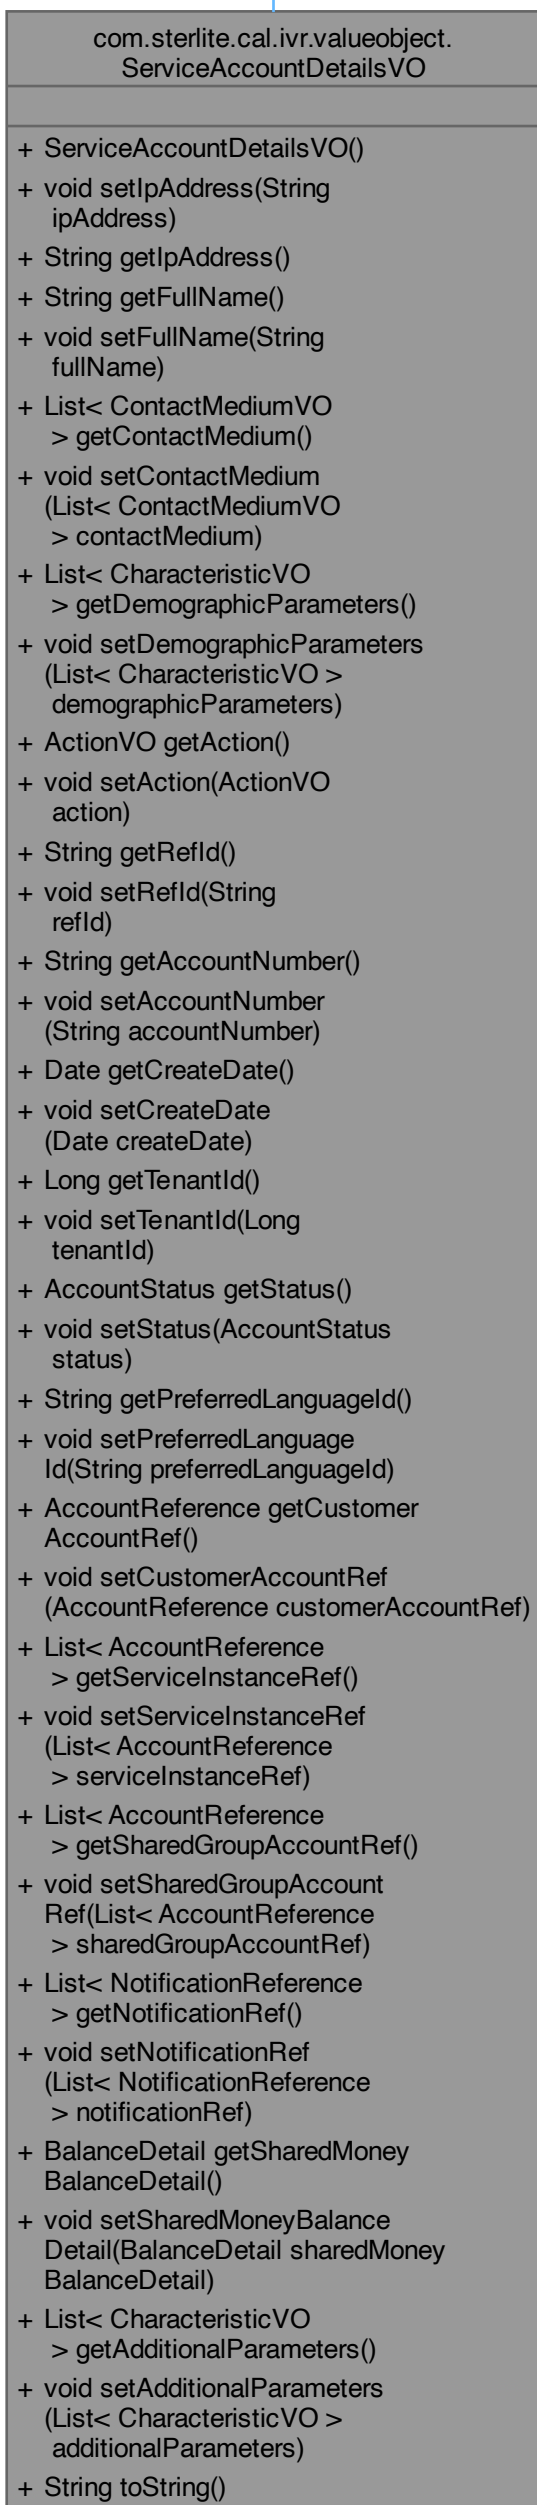 com.sterlite.cal.ivr.valueobject.
ServiceAccountDetailsVO
+ ServiceAccountDetailsVO()
+ void setIpAddress(String
ipAddress)
+ String getIpAddress()
+ String getFullName()
+ void setFullName(String
fullName)
+ List< ContactMediumVO
> getContactMedium()
+ void setContactMedium
(List< ContactMediumVO
> contactMedium)
+ List< CharacteristicVO
> getDemographicParameters()
+ void setDemographicParameters
(List< CharacteristicVO >
demographicParameters)
+ ActionVO getAction()
+ void setAction(ActionVO
action)
+ String getRefId()
+ void setRefId(String
refId)
+ String getAccountNumber()
+ void setAccountNumber
(String accountNumber)
+ Date getCreateDate()
+ void setCreateDate
(Date createDate)
+ Long getTenantId()
+ void setTenantId(Long
tenantId)
+ AccountStatus getStatus()
+ void setStatus(AccountStatus
status)
+ String getPreferredLanguageId()
+ void setPreferredLanguage
Id(String preferredLanguageId)
+ AccountReference getCustomer
AccountRef()
+ void setCustomerAccountRef
(AccountReference customerAccountRef)
+ List< AccountReference
> getServiceInstanceRef()
+ void setServiceInstanceRef
(List< AccountReference
> serviceInstanceRef)
+ List< AccountReference
> getSharedGroupAccountRef()
+ void setSharedGroupAccount
Ref(List< AccountReference
> sharedGroupAccountRef)
+ List< NotificationReference
> getNotificationRef()
+ void setNotificationRef
(List< NotificationReference
> notificationRef)
+ BalanceDetail getSharedMoney
BalanceDetail()
+ void setSharedMoneyBalance
Detail(BalanceDetail sharedMoney
BalanceDetail)
+ List< CharacteristicVO
> getAdditionalParameters()
+ void setAdditionalParameters
(List< CharacteristicVO >
additionalParameters)
+ String toString()